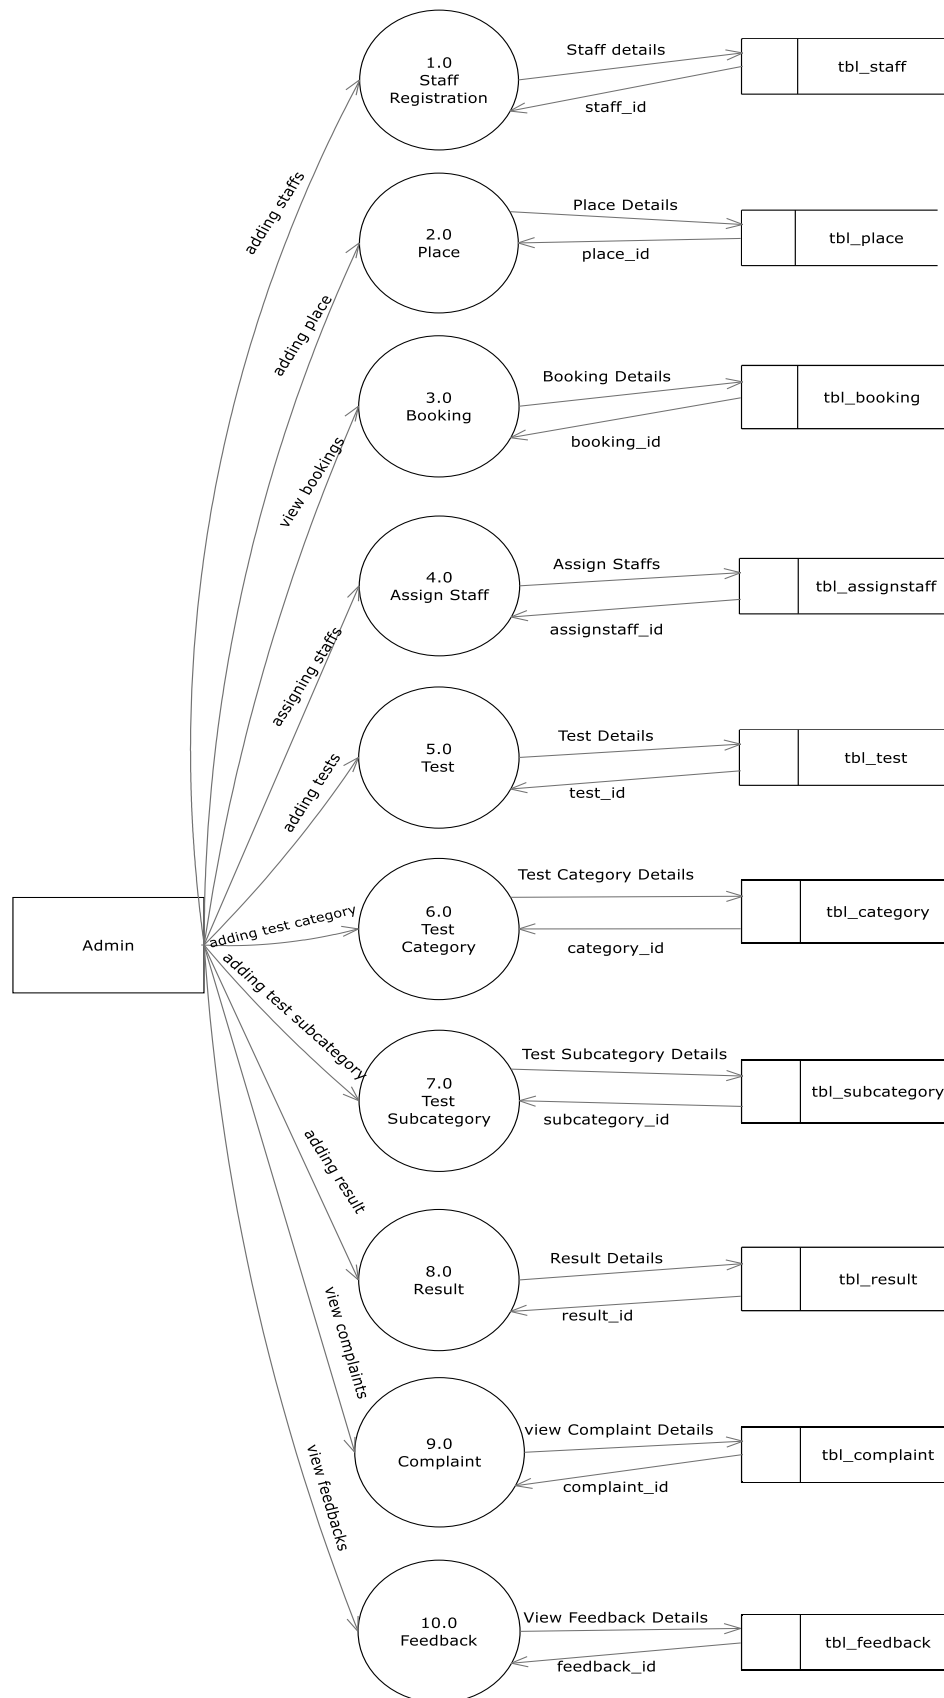 1.0
Staff
Registration
Staff details
staff_id
tbl_staff
adding staffs
2.0
Place
Place Details
place_id
tbl_place
adding place
3.0
Booking
Booking Details
booking_id
tbl_booking
view bookings
4.0
Assign Staff
Assign Staffs
assignstaff_id
tbl_assignstaff
assigning staffs
5.0
Test
Test Details
test_id
tbl_test
adding tests
6.0
Test
Category
Test Category Details
category_id
tbl_category
adding test category
Admin
adding test subcategory
7.0
Test
Subcategory
Test Subcategory Details
subcategory_id
tbl_subcategory
adding result
8.0
Result
Result Details
result_id
tbl_result
view complaints
9.0
Complaint
view Complaint Details
complaint_id
tbl_complaint
view feedbacks
10.0
Feedback
View Feedback Details
feedback_id
tbl_feedback